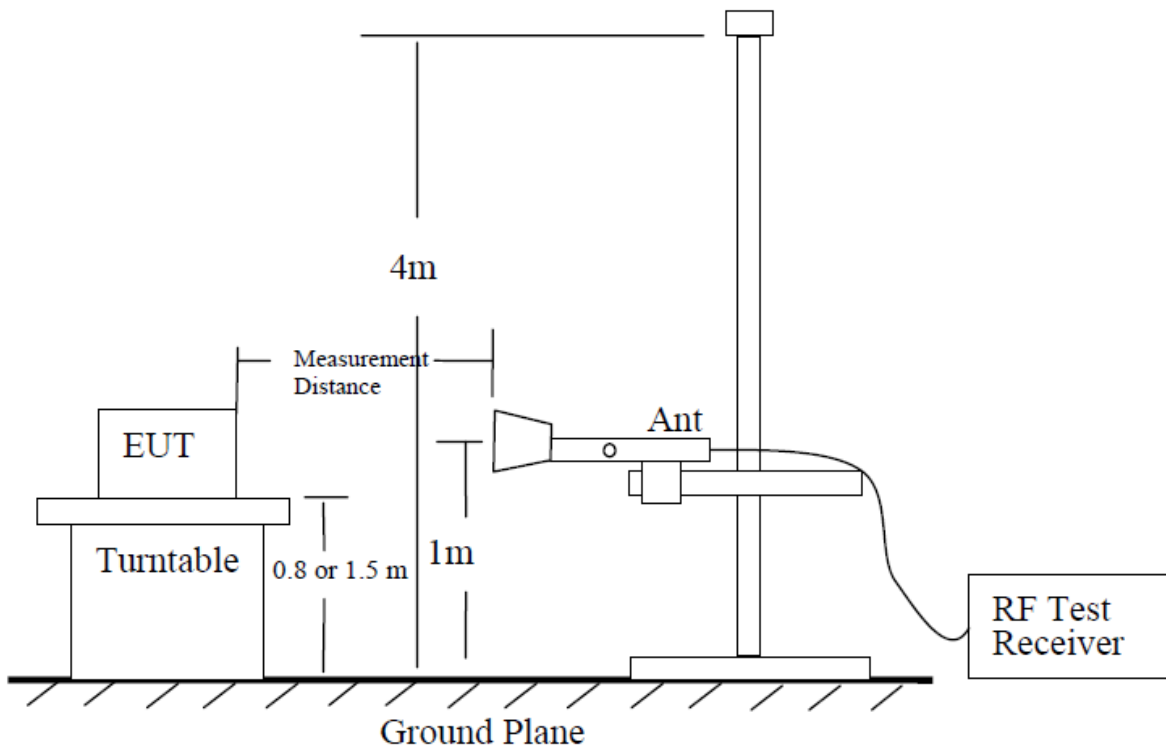 4m
Measurement
Distance
EUT
Ant
Turntable
0.8 or 1.5 m
1m
RF Test
Receiver
Ground Plane